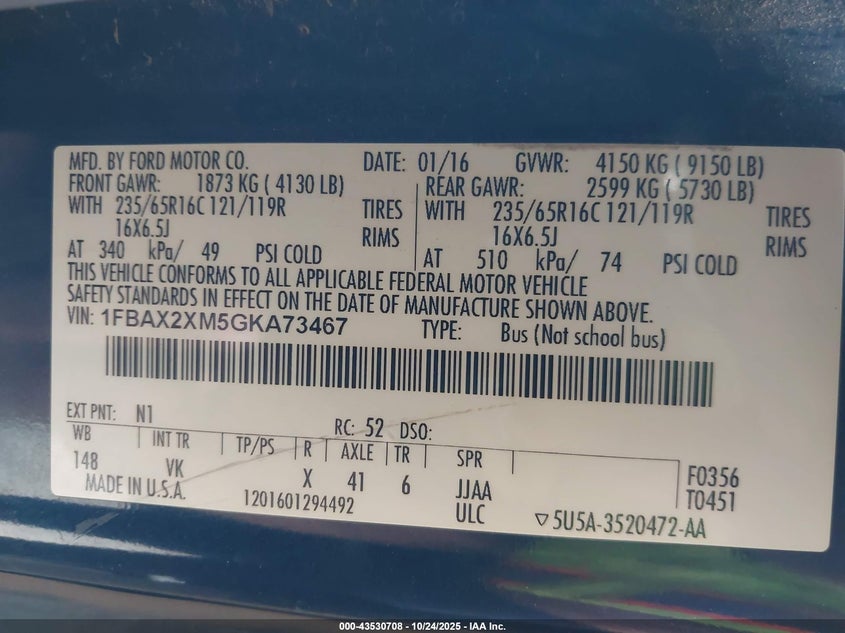 MFD. BY FORD MOTOR CO. DATE: 01/16 GVWR: 4150 KG ( 9150 LB)
FRONT GAWR: 1873 KG ( 4130 LB) REAR GAWR: 2599 KG ( 5730 LB)
WITH 235/65R16C 121/119R TIRES WITH 235/65R16C 121/119R TIRES
16X6.5J RIMS 16X6.5J RIMS
AT 340 kPa/ 49 PSI COLD AT 510 kPa/ 74 PSI COLD
THIS VEHICLE CONFORMS TO ALL APPLICABLE FEDERAL MOTOR VEHICLE
SAFETY STANDARDS IN EFFECT ON THE DATE OF MANUFACTURE SHOWN ABOVE.
VIN: 1FBAX2XM5GKA73467 TYPE: Bus (Not school bus)
EXT PNT: N1 RC: 52 DSO:
WB INT TR TP/PS R AXLE TR SPR
148 VK X 41 6 JJAA F0356
MADE IN U.S.A. 1201601294492 ULC T0451
▽5U5A-3520472-AA
000-43530708 - 10/24/2025 - IAA Inc.